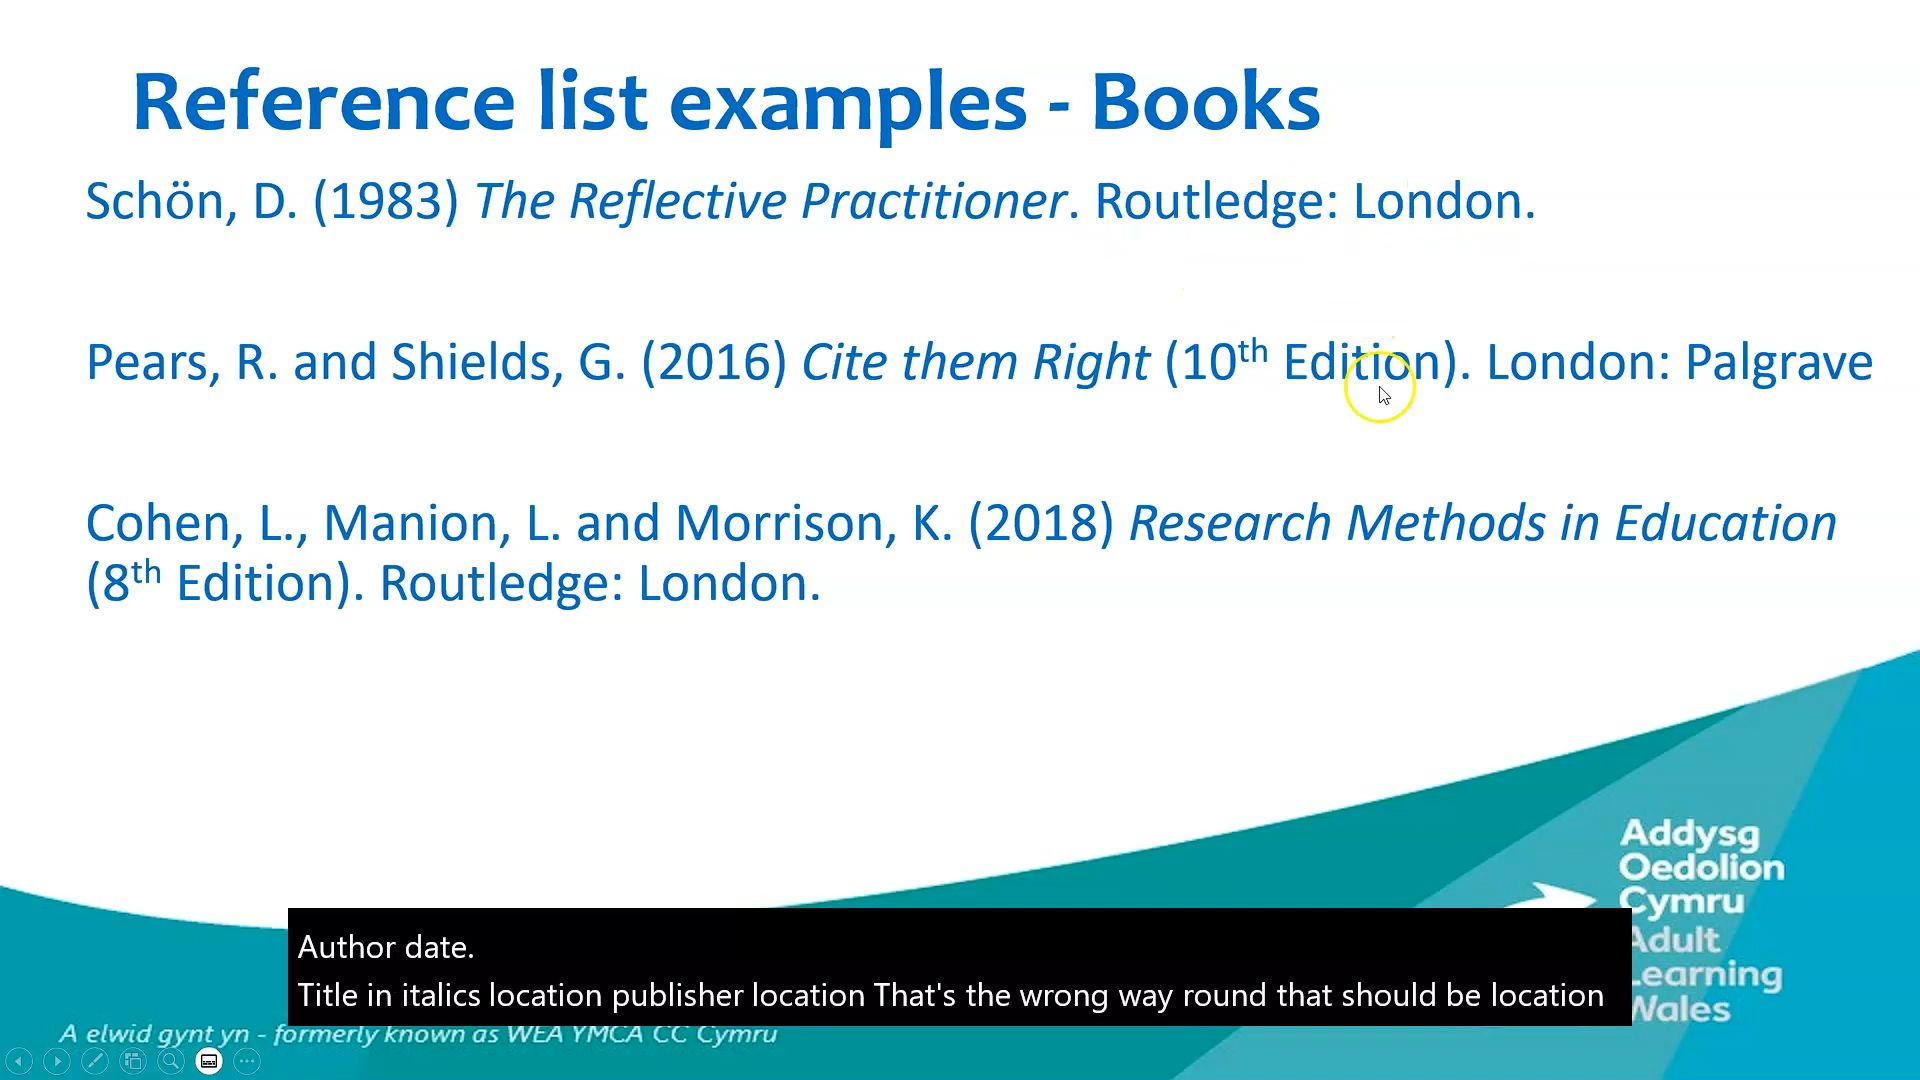 Reference list examples - Books
Schön, D. (1983) The Reflective Practitioner. Routledge: London.
Pears, R. and Shields, G. (2016) Cite them Right (10th Edition). London: Palgrave
Cohen, L., Manion, L. and Morrison, K. (2018) Research Methods in Education
(8th Edition). Routledge: London.
Addysg
Oedolion
Cymru
Adult
Learning
Wales
Author date.
Title in italics location publisher location That's the wrong way round that should be location
A elwid gynt yn - formerly known as WEA YMCA CC Cymru